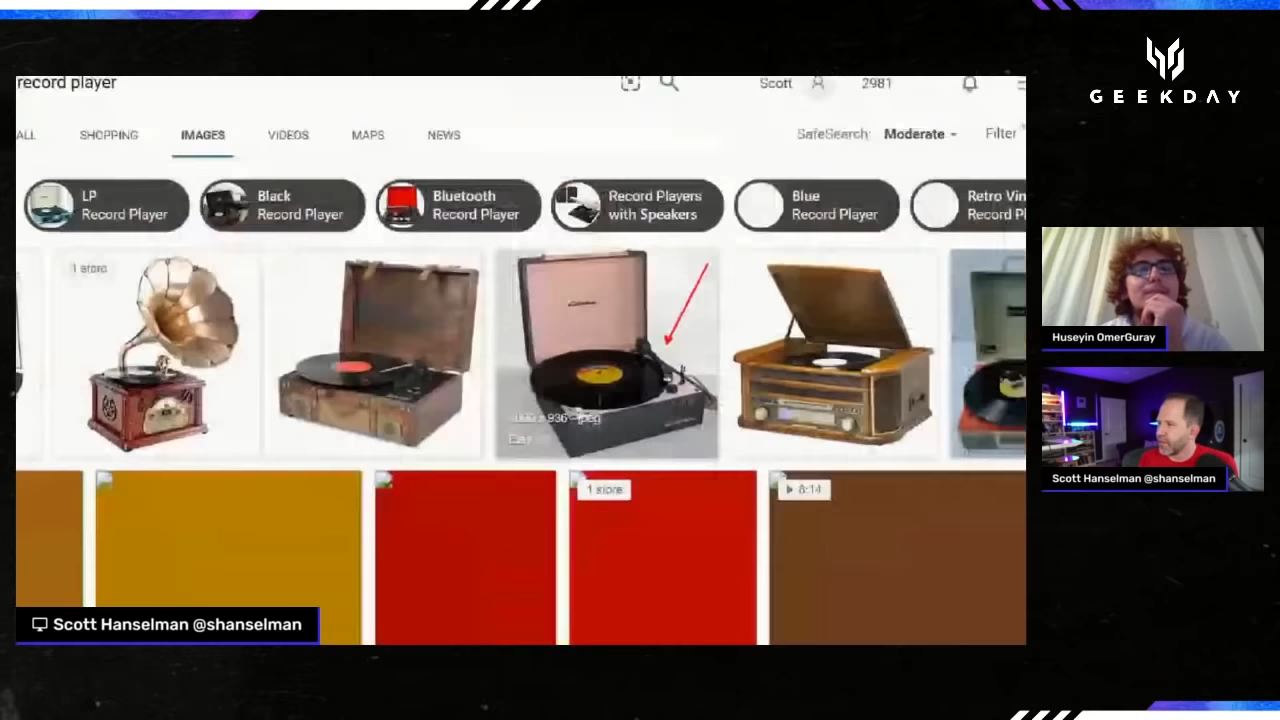 record player
Scott
2981
ALL
SHOPPING
IMAGES
VIDEOS
MAPS
NEWS
SafeSearch:
Moderate
Filter
LP
Record Player
Black
Record Player
Bluetooth
Record Player
Record Players
with Speakers
Blue
Record Player
Retro Vin
Record Pl
1 store
936 · jpeg
1 store
8:14
Scott Hanselman @shanselman
GEEKDAY
Huseyin OmerGuray
Scott Hanselman @shanselman